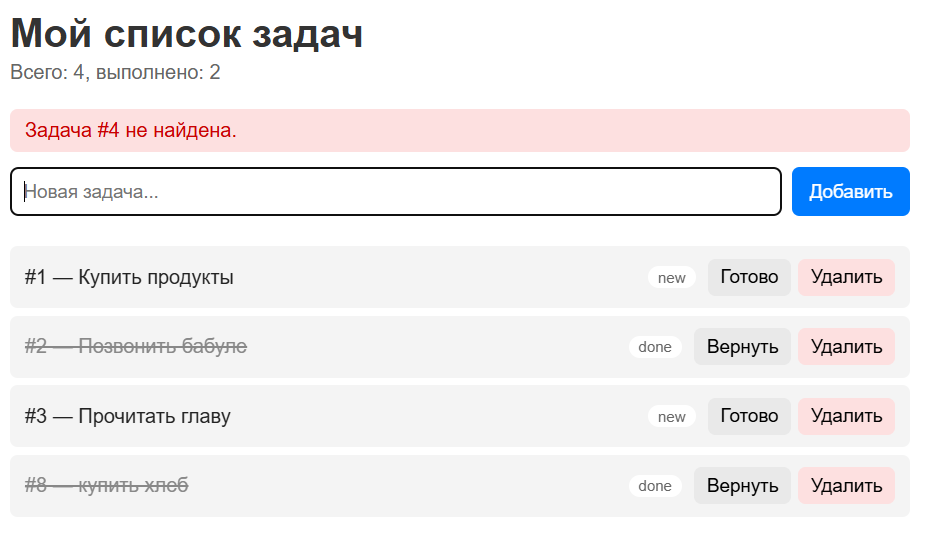 Мой список задач
Всего: 4, выполнено: 2
Задача #4 не найдена.
Новая задача... Добавить
#1 — Купить продукты new Готово Удалить
#2 — Позвонить бабуле done Вернуть Удалить
#3 — Прочитать главу new Готово Удалить
#8 — купить хлеб done Вернуть Удалить